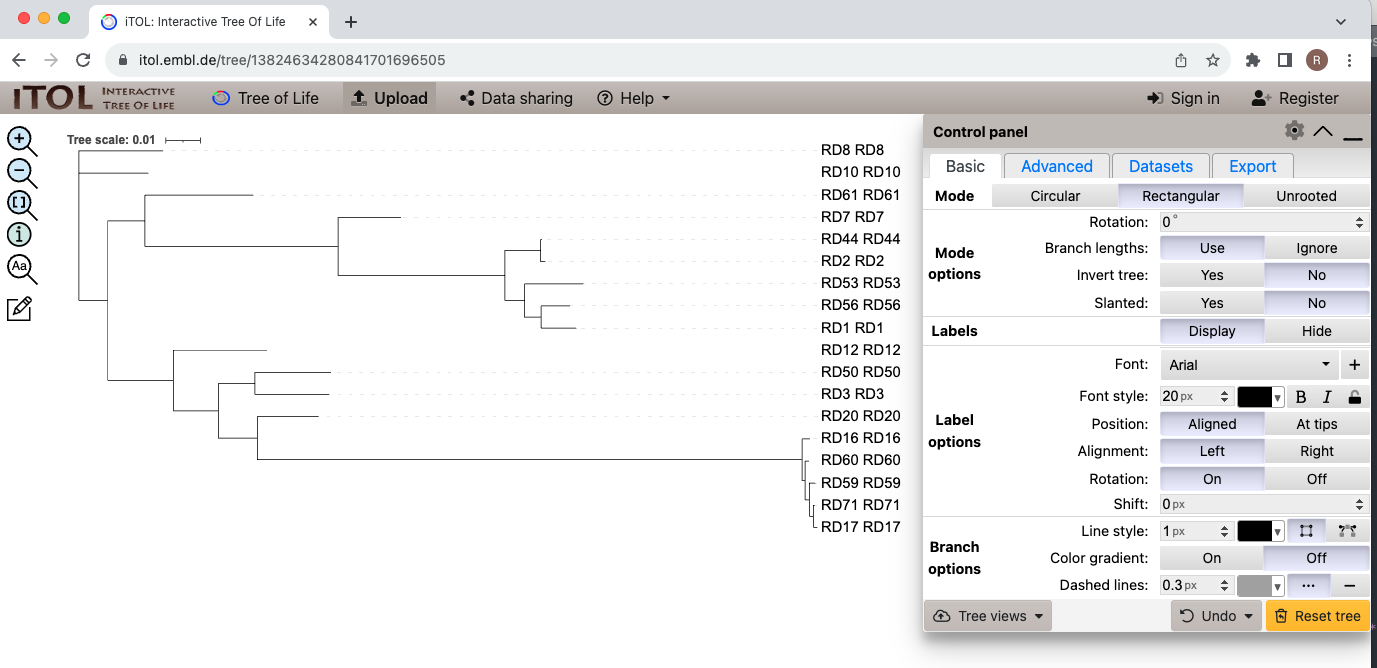 iTOL: Interactive Tree Of Life
itol.embl.de/tree/13824634280841701696505
R
iTOL INTERACTIVE TREE OF LIFE
Tree of Life
Upload
Data sharing
Help
Sign in
Register
Tree scale: 0.01
Aa
RD8 RD8
RD10 RD10
RD61 RD61
RD7 RD7
RD44 RD44
RD2 RD2
RD53 RD53
RD56 RD56
RD1 RD1
RD12 RD12
RD50 RD50
RD3 RD3
RD20 RD20
RD16 RD16
RD60 RD60
RD59 RD59
RD71 RD71
RD17 RD17
Control panel
Basic Advanced Datasets Export
Mode Circular Rectangular Unrooted
Mode options
Rotation: 0°
Branch lengths: Use Ignore
Invert tree: Yes No
Slanted: Yes No
Labels Display Hide
Label options
Font: Arial +
Font style: 20 px B I
Position: Aligned At tips
Alignment: Left Right
Rotation: On Off
Shift: 0 px
Branch options
Line style: 1 px
Color gradient: On Off
Dashed lines: 0.3 px
Tree views Undo Reset tree